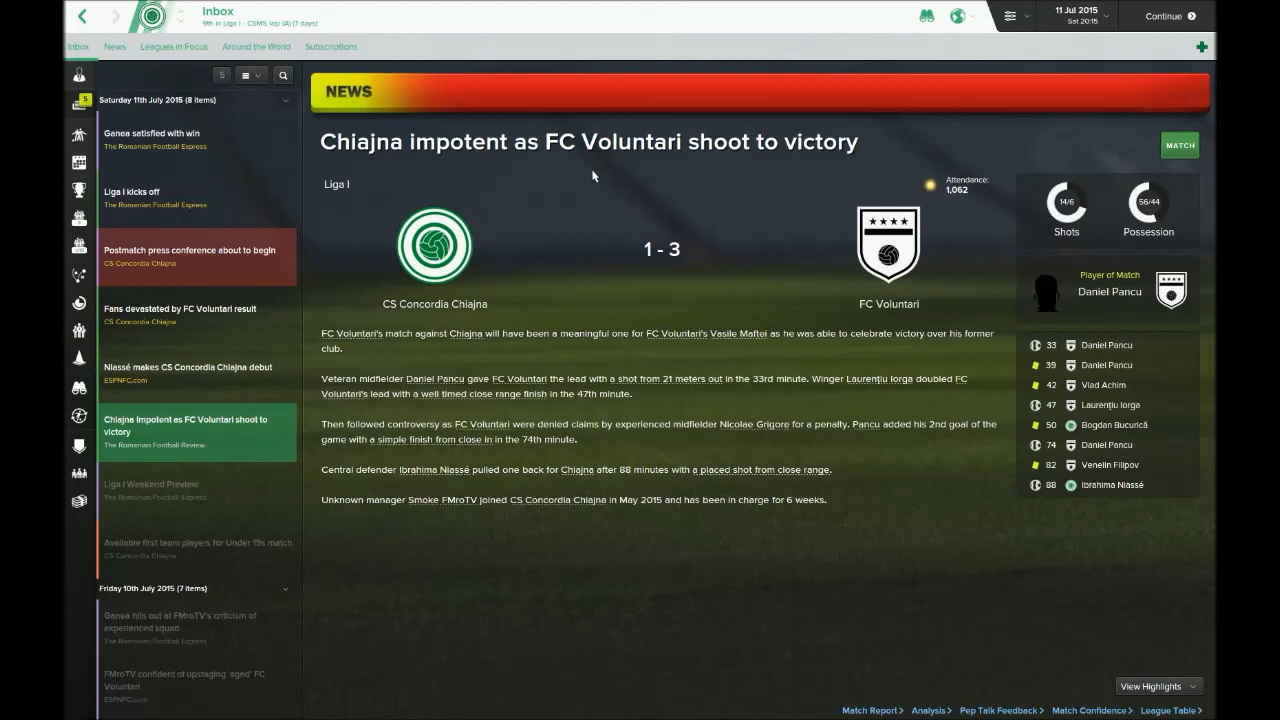 Inbox
9th in Liga I - CSMS Iași (A) (7 days)
11 Jul 2015
Sat 20:15
Continue
Inbox
News
Leagues in Focus
Around the World
Subscriptions
5
5
Saturday 11th July 2015 (8 items)
Ganea satisfied with win
The Romanian Football Express
Liga I kicks off
The Romanian Football Express
Postmatch press conference about to begin
CS Concordia Chiajna
Fans devastated by FC Voluntari result
CS Concordia Chiajna
Niassé makes CS Concordia Chiajna debut
ESPNFC.com
Chiajna impotent as FC Voluntari shoot to
victory
The Romanian Football Review
Liga I Weekend Preview
The Romanian Football Express
Available first team players for Under 19s match
CS Concordia Chiajna
Friday 10th July 2015 (7 items)
Ganea hits out at FMroTV's criticism of
experienced squad
The Romanian Football Express
FMroTV confident of upstaging 'aged' FC
Voluntari
ESPNFC.com
NEWS
Chiajna impotent as FC Voluntari shoot to victory
MATCH
Liga I
Attendance:
1,062
1 - 3
CS Concordia Chiajna
FC Voluntari
FC Voluntari's match against Chiajna will have been a meaningful one for FC Voluntari's Vasile Maftei as he was able to celebrate victory over his former
club.
Veteran midfielder Daniel Pancu gave FC Voluntari the lead with a shot from 21 meters out in the 33rd minute. Winger Laurențiu Iorga doubled FC
Voluntari's lead with a well timed close range finish in the 47th minute.
Then followed controversy as FC Voluntari were denied claims by experienced midfielder Nicolae Grigore for a penalty. Pancu added his 2nd goal of the
game with a simple finish from close in in the 74th minute.
Central defender Ibrahima Niassé pulled one back for Chiajna after 88 minutes with a placed shot from close range.
Unknown manager Smoke FMroTV joined CS Concordia Chiajna in May 2015 and has been in charge for 6 weeks.
14/6
Shots
56/44
Possession
Player of Match
Daniel Pancu
33 Daniel Pancu
39 Daniel Pancu
42 Vlad Achim
47 Laurențiu Iorga
50 Bogdan Bucurică
74 Daniel Pancu
82 Venelin Filipov
88 Ibrahima Niassé
View Highlights
Match Report
Analysis
Pep Talk Feedback
Match Confidence
League Table